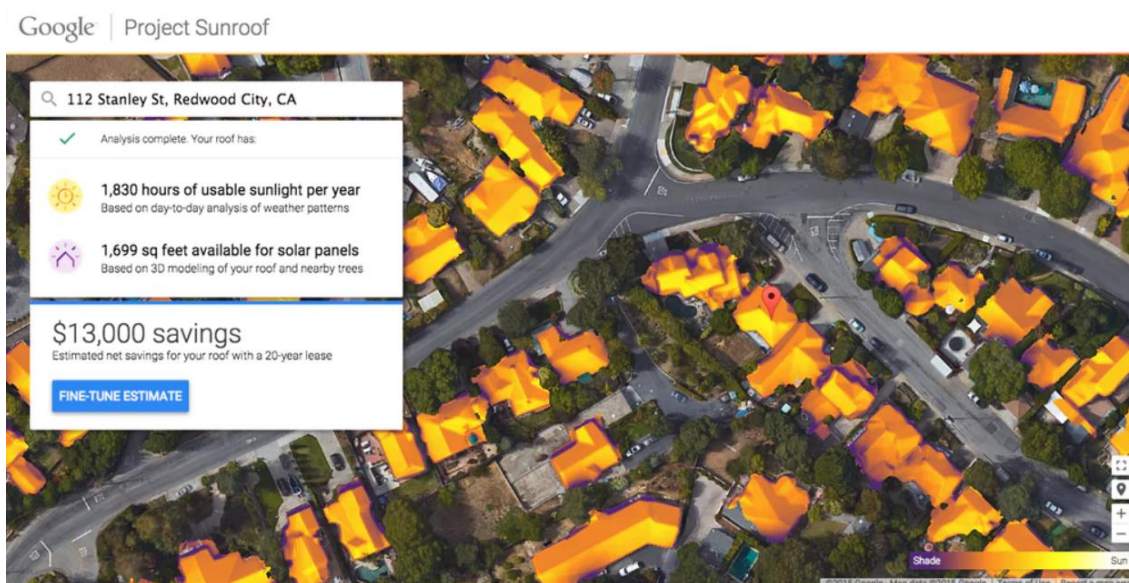 Google | Project Sunroof
112 Stanley St, Redwood City, CA
Analysis complete. Your roof has:
1,830 hours of usable sunlight per year
Based on day-to-day analysis of weather patterns
1,699 sq feet available for solar panels
Based on 3D modeling of your roof and nearby trees
$13,000 savings
Estimated net savings for your roof with a 20-year lease
FINE-TUNE ESTIMATE
Shade Sun